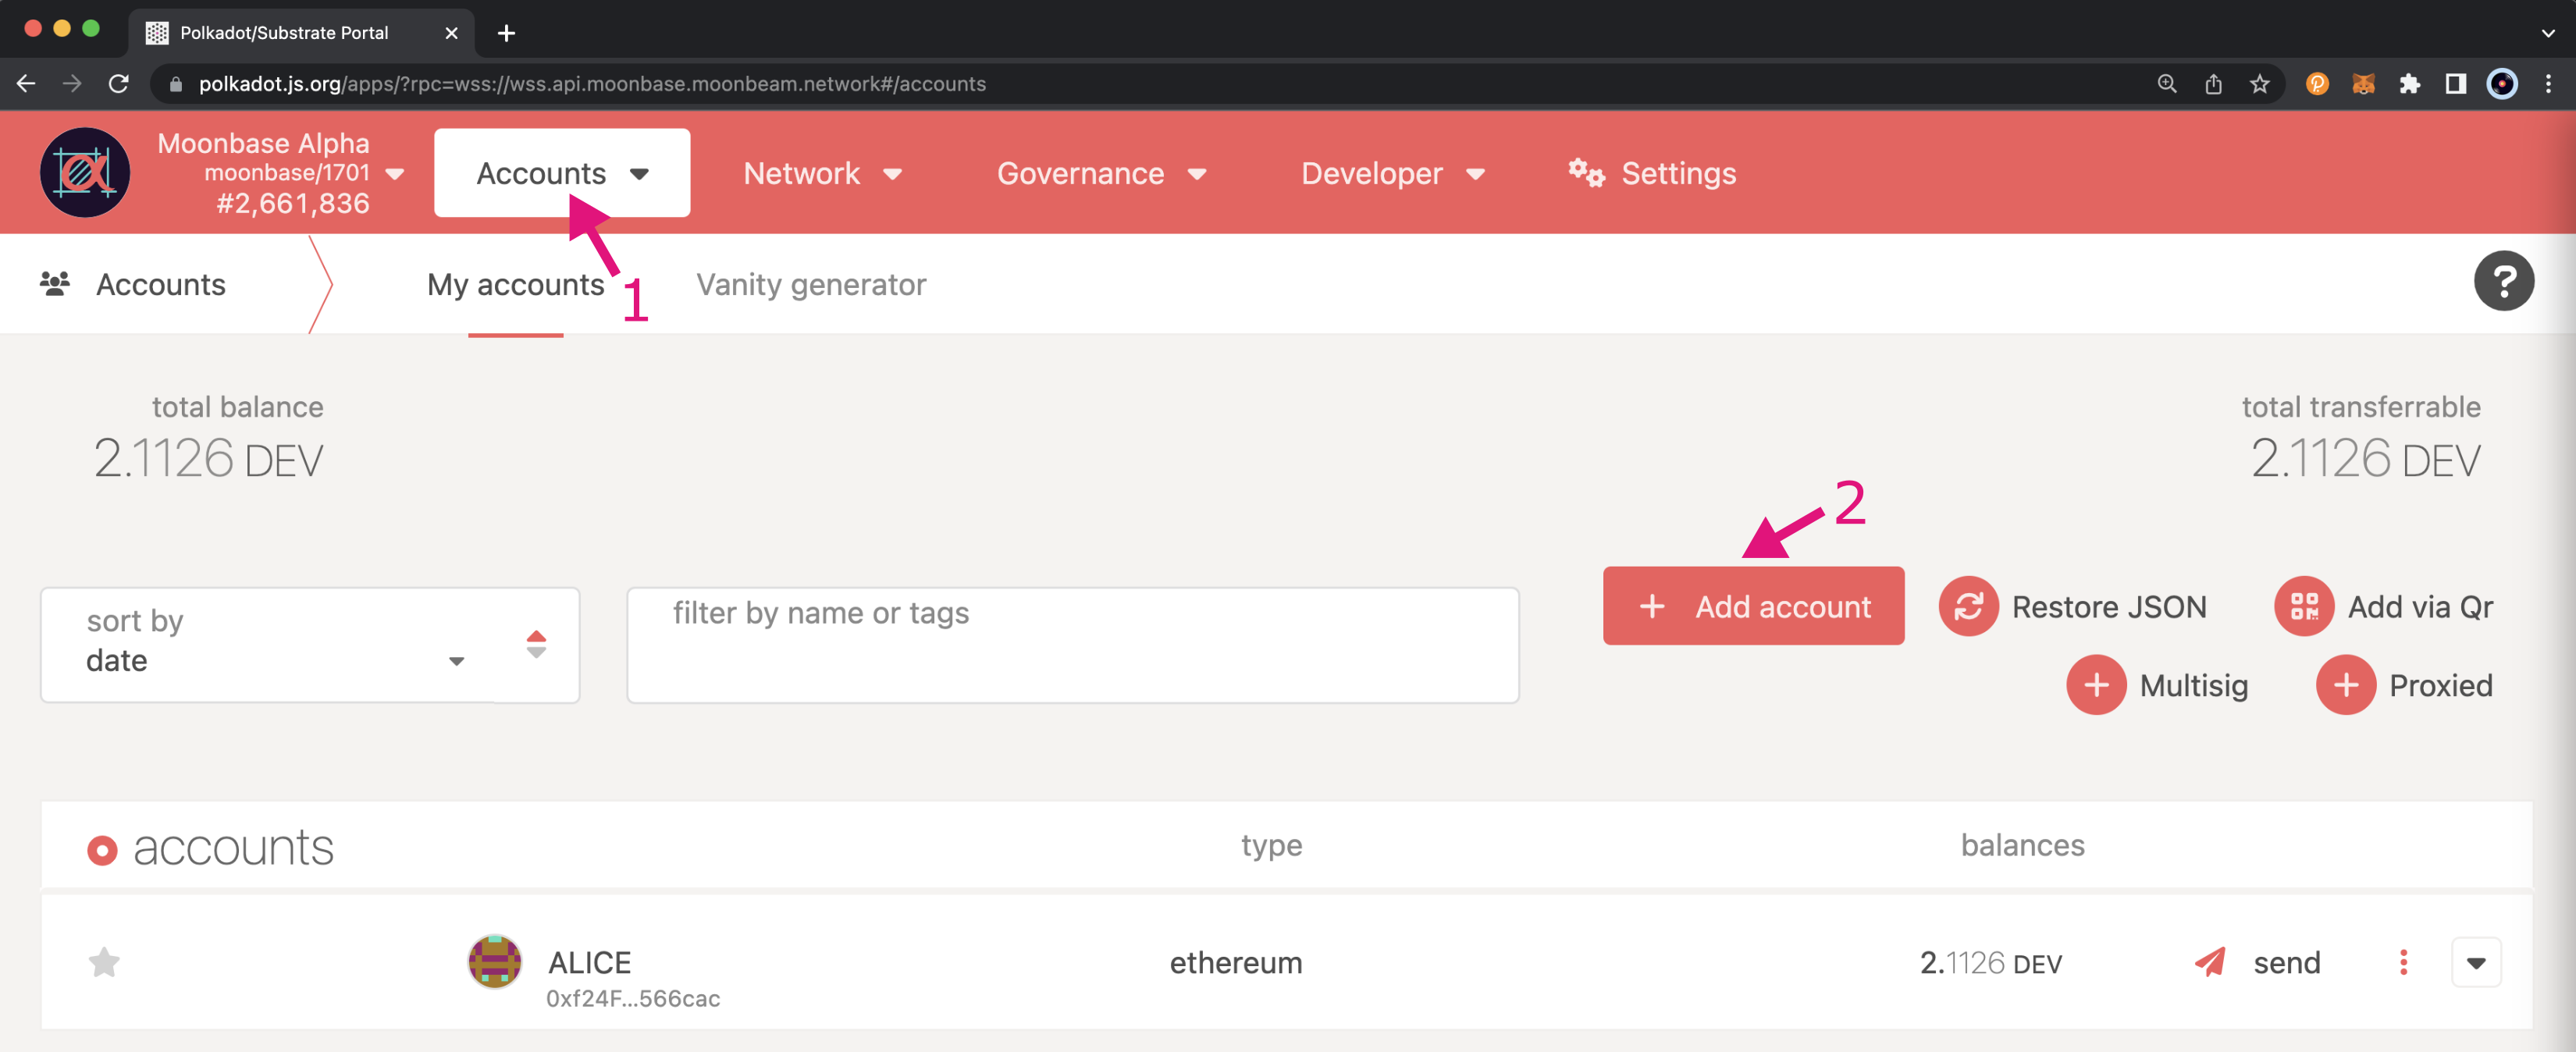 Polkadot/Substrate Portal
polkadot.js.org/apps/?rpc=wss://wss.api.moonbase.moonbeam.network#/accounts
Moonbase Alpha
moonbase/1701
#2,661,836
Accounts
Network
Governance
Developer
Settings
1
Accounts
My accounts
Vanity generator
?
total balance
2.1126 DEV
total transferrable
2.1126 DEV
2
sort by
date
filter by name or tags
+ Add account
Restore JSON
Add via Qr
+ Multisig
+ Proxied
accounts
type
balances
ALICE
0xf24F...566cac
ethereum
2.1126 DEV
send